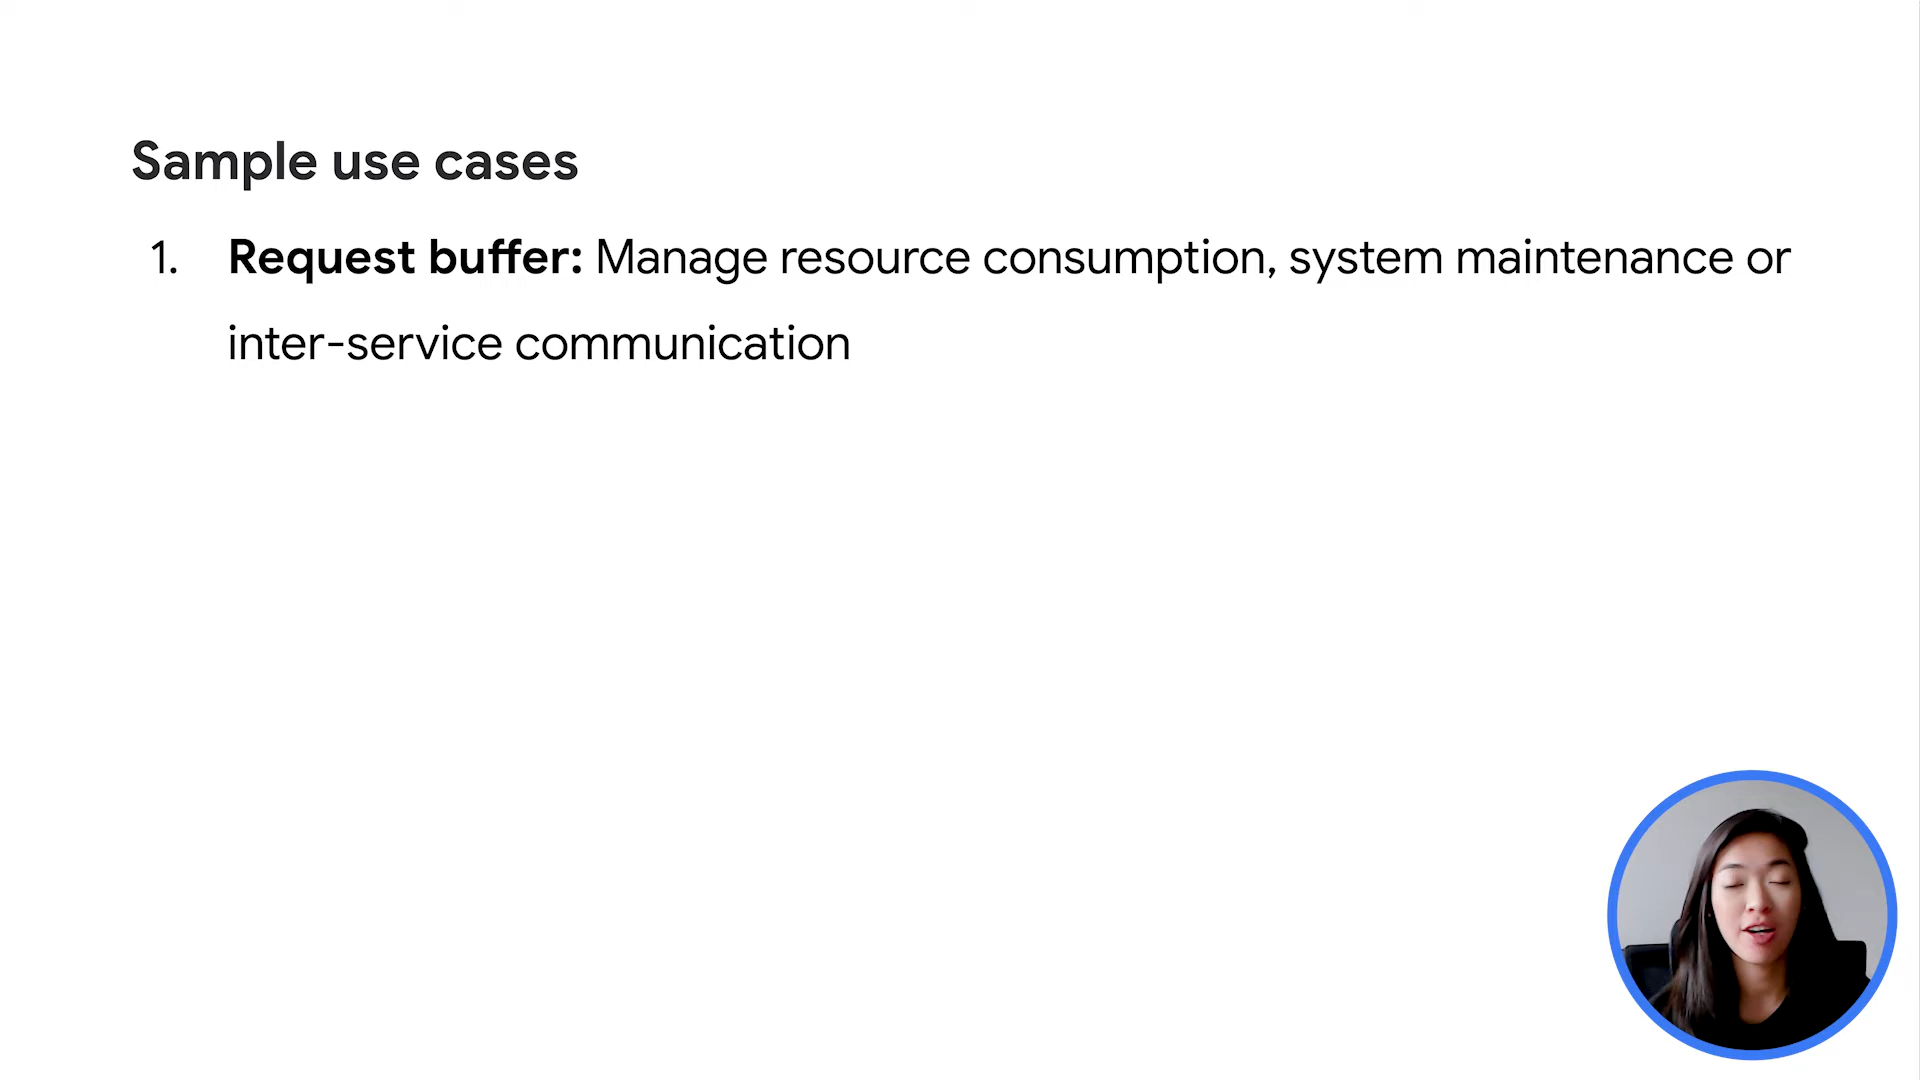 Sample use cases
1. Request buffer: Manage resource consumption, system maintenance or
inter-service communication